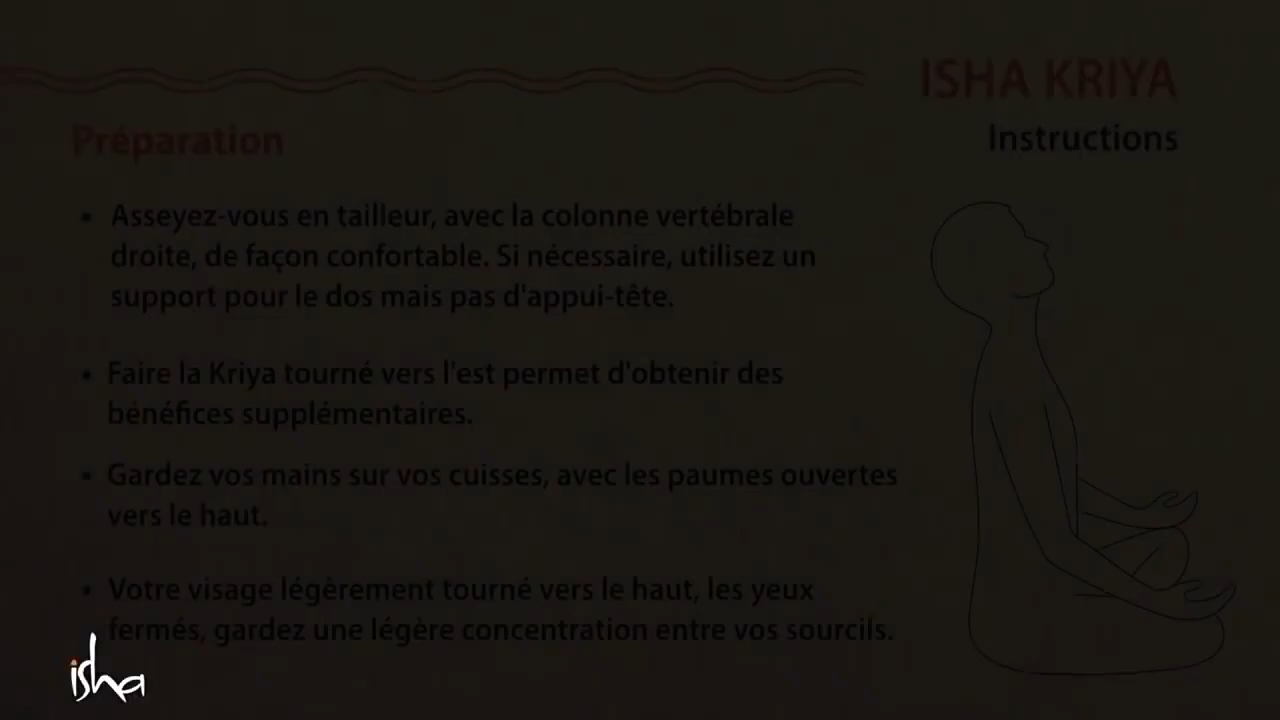 ISHA KRIYA
Instructions
Préparation
• Asseyez-vous en tailleur, avec la colonne vertébrale
droite, de façon confortable. Si nécessaire, utilisez un
support pour le dos mais pas d'appui-tête.
• Faire la Kriya tourné vers l'est permet d'obtenir des
bénéfices supplémentaires.
• Gardez vos mains sur vos cuisses, avec les paumes ouvertes
vers le haut.
• Votre visage légèrement tourné vers le haut, les yeux
fermés, gardez une légère concentration entre vos sourcils.
isha